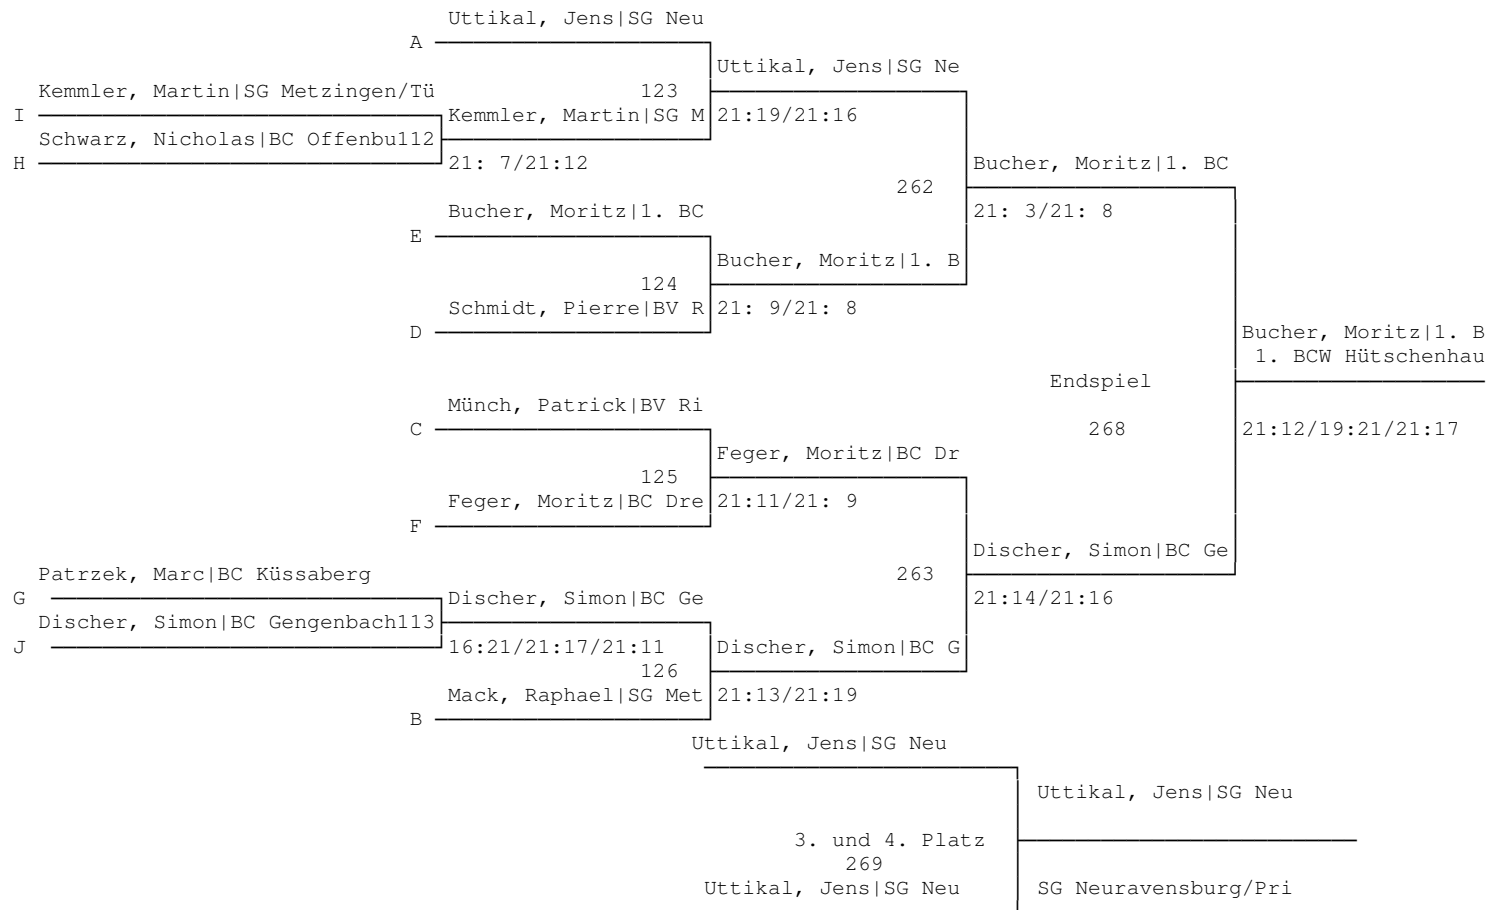 Uttikal, Jens|SG Neu
A
Uttikal, Jens|SG Ne
Kemmler, Martin|SG Metzingen/Tü 123
I Kemmler, Martin|SG M 21:19/21:16
Schwarz, Nicholas|BC Offenbu112
H 21: 7/21:12 Bucher, Moritz|1. BC
262
Bucher, Moritz|1. BC 21: 3/21: 8
E
Bucher, Moritz|1. B
124
Schmidt, Pierre|BV R 21: 9/21: 8
D Bucher, Moritz|1. B
1. BCW Hütschenhau
Endspiel
Münch, Patrick|BV Ri
C 268 21:12/19:21/21:17
Feger, Moritz|BC Dr
125
Feger, Moritz|BC Dre 21:11/21: 9
F
Discher, Simon|BC Ge
Patrzek, Marc|BC Küssaberg 263
G Discher, Simon|BC Ge 21:14/21:16
Discher, Simon|BC Gengenbach113
J 16:21/21:17/21:11 Discher, Simon|BC G
126
Mack, Raphael|SG Met 21:13/21:19
B
Uttikal, Jens|SG Neu
Uttikal, Jens|SG Neu
3. und 4. Platz
269
Uttikal, Jens|SG Neu SG Neuravensburg/Pri